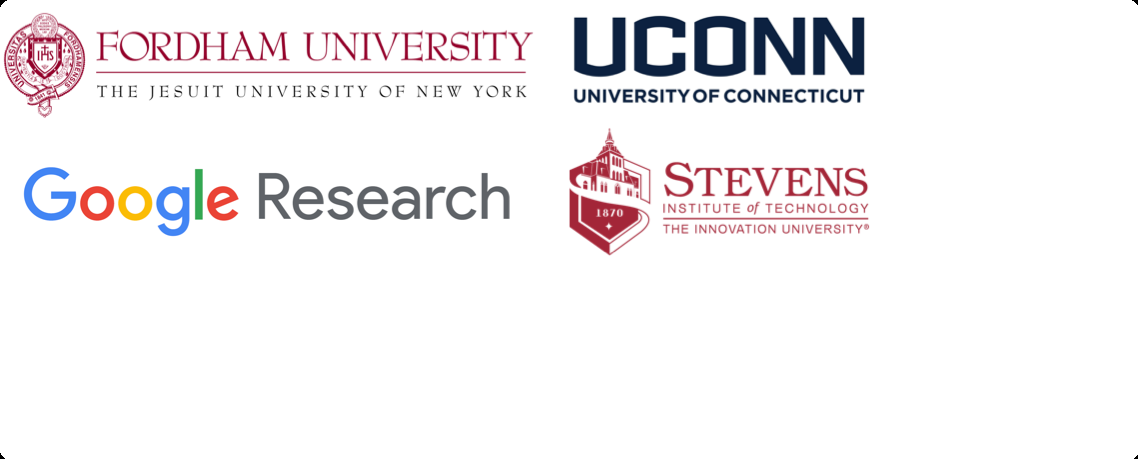 UNIVERSITAS FORDHAMENSIS
IHS
1841
FORDHAM UNIVERSITY
THE JESUIT UNIVERSITY OF NEW YORK
UCONN
UNIVERSITY OF CONNECTICUT
Google Research
1870
STEVENS
INSTITUTE of TECHNOLOGY
THE INNOVATION UNIVERSITY®